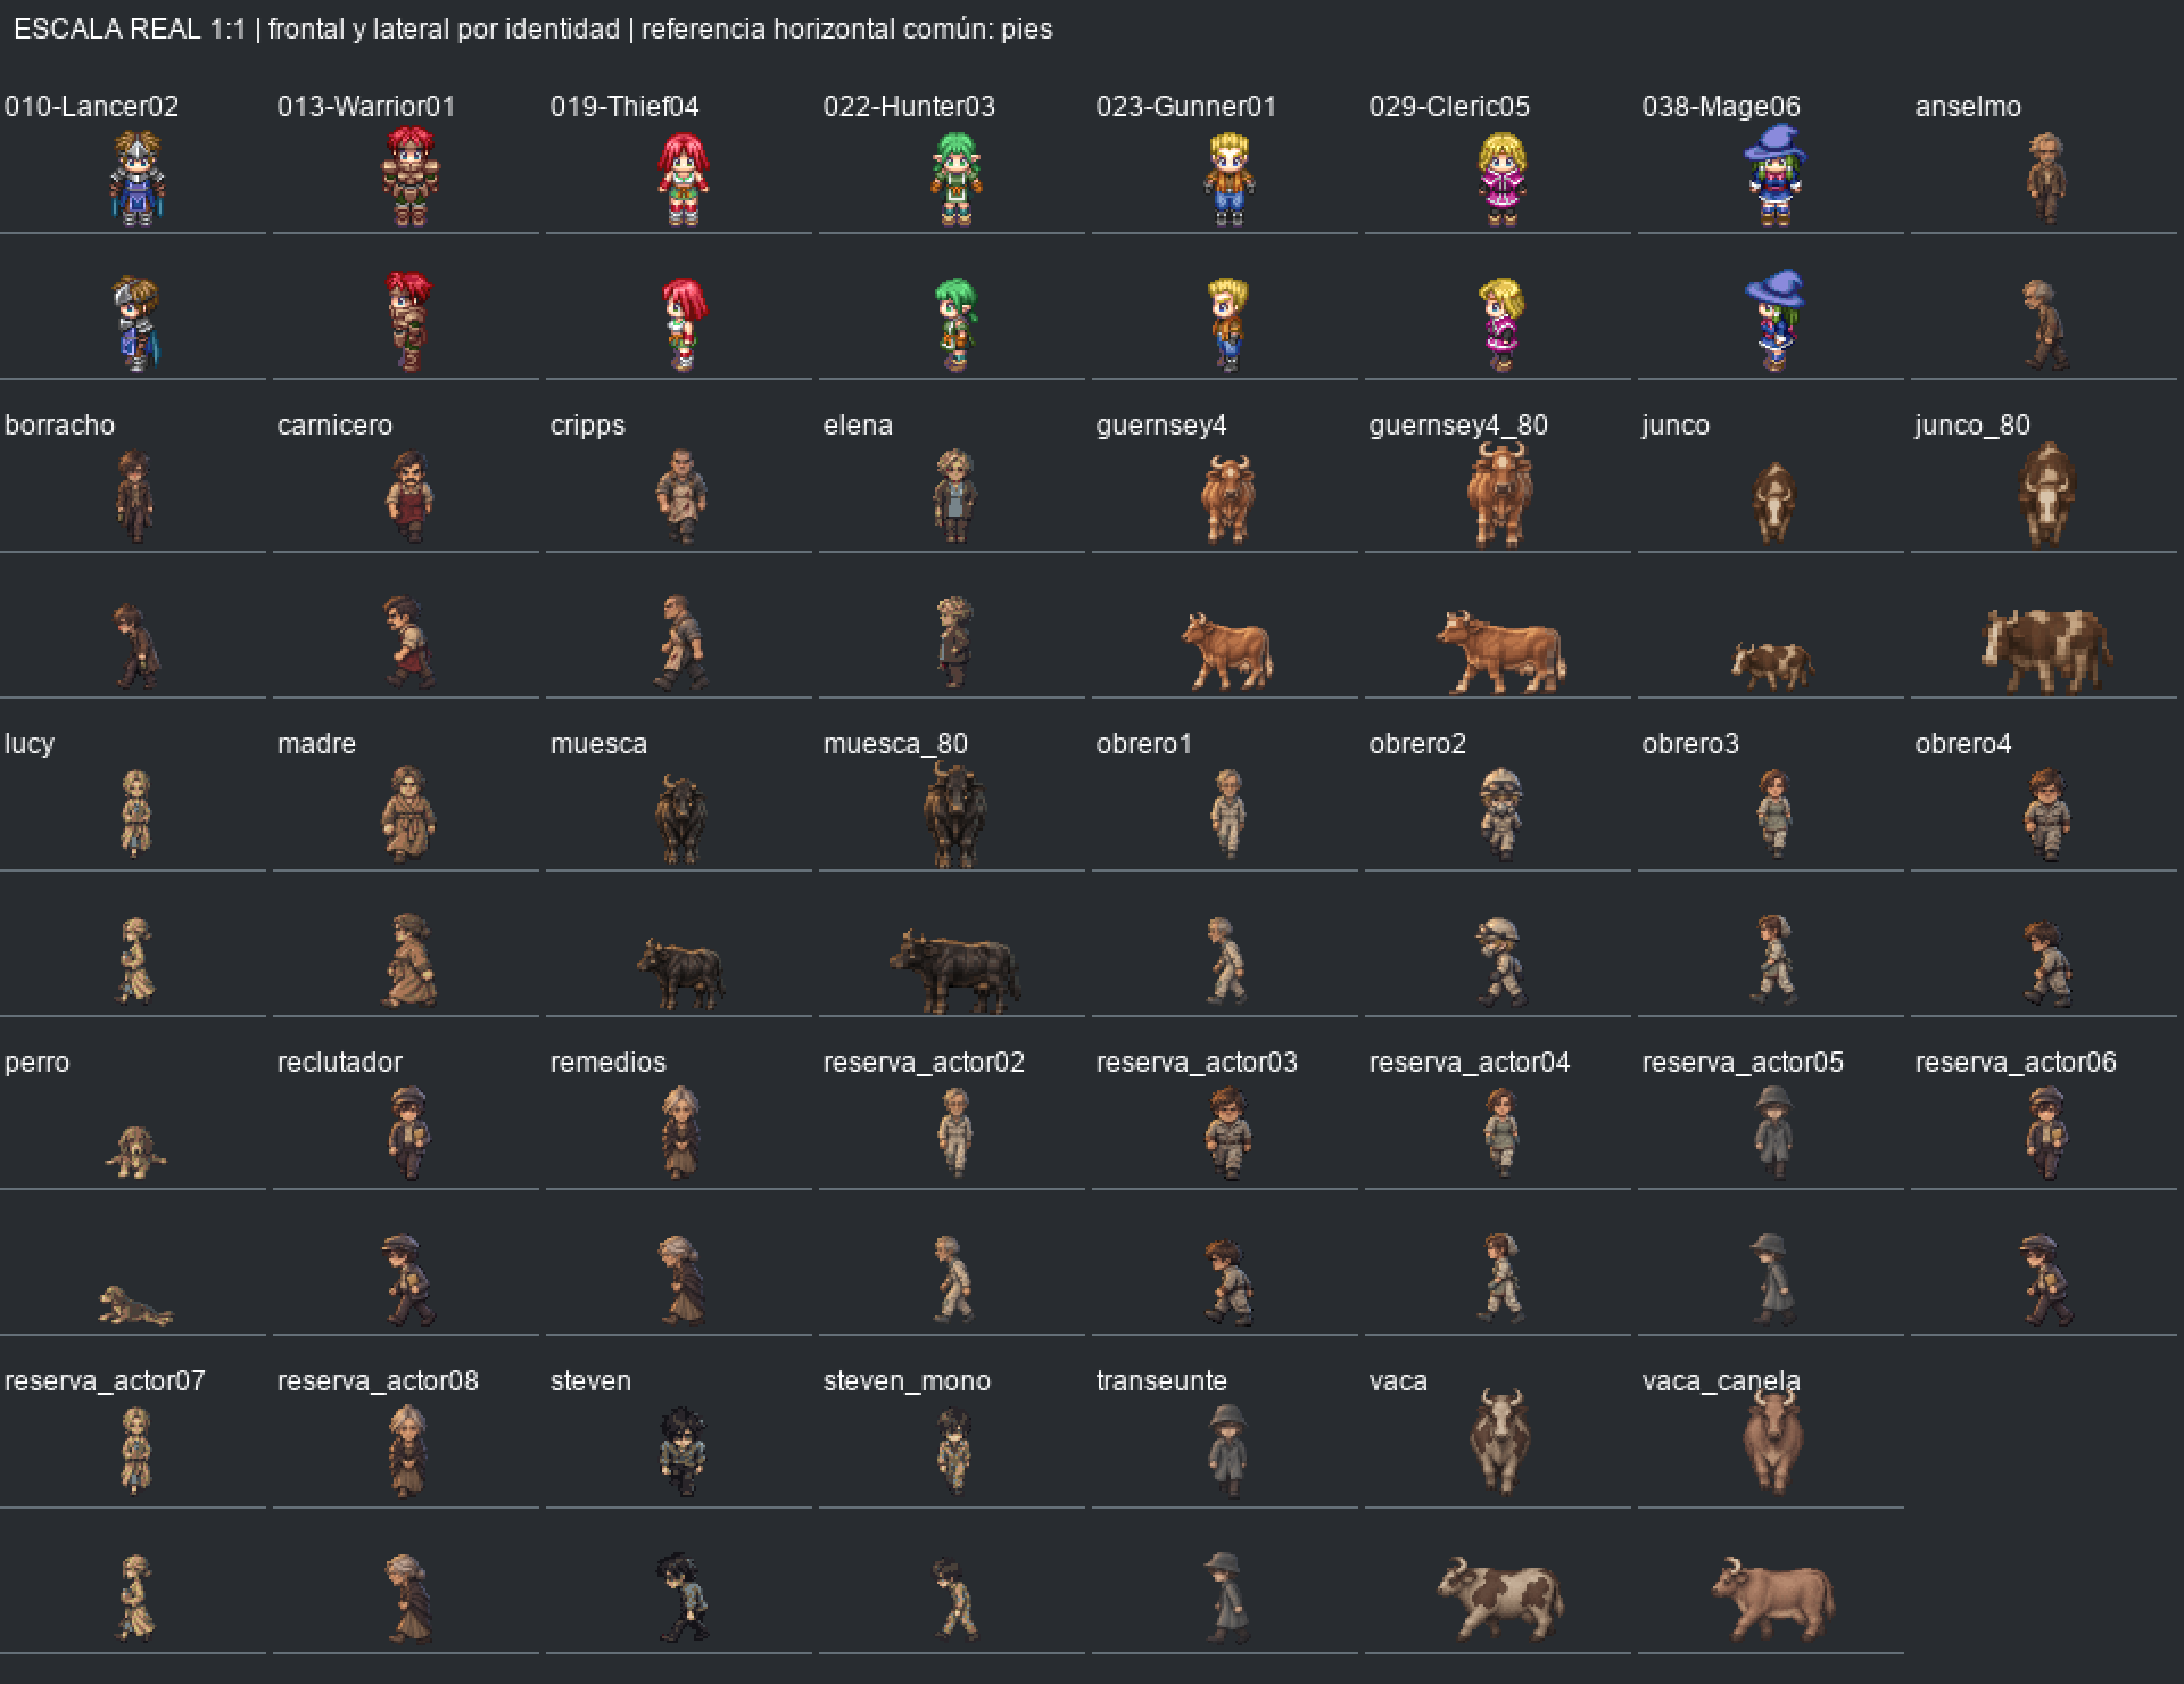 ESCALA REAL 1:1 | frontal y lateral por identidad | referencia horizontal común: pies
010-Lancer02 013-Warrior01 019-Thief04 022-Hunter03 023-Gunner01 029-Cleric05 038-Mage06 anselmo
borracho carnicero cripps elena guernsey4 guernsey4_80 junco junco_80
lucy madre muesca muesca_80 obrero1 obrero2 obrero3 obrero4
perro reclutador remedios reserva_actor02 reserva_actor03 reserva_actor04 reserva_actor05 reserva_actor06
reserva_actor07 reserva_actor08 steven steven_mono transeunte vaca vaca_canela